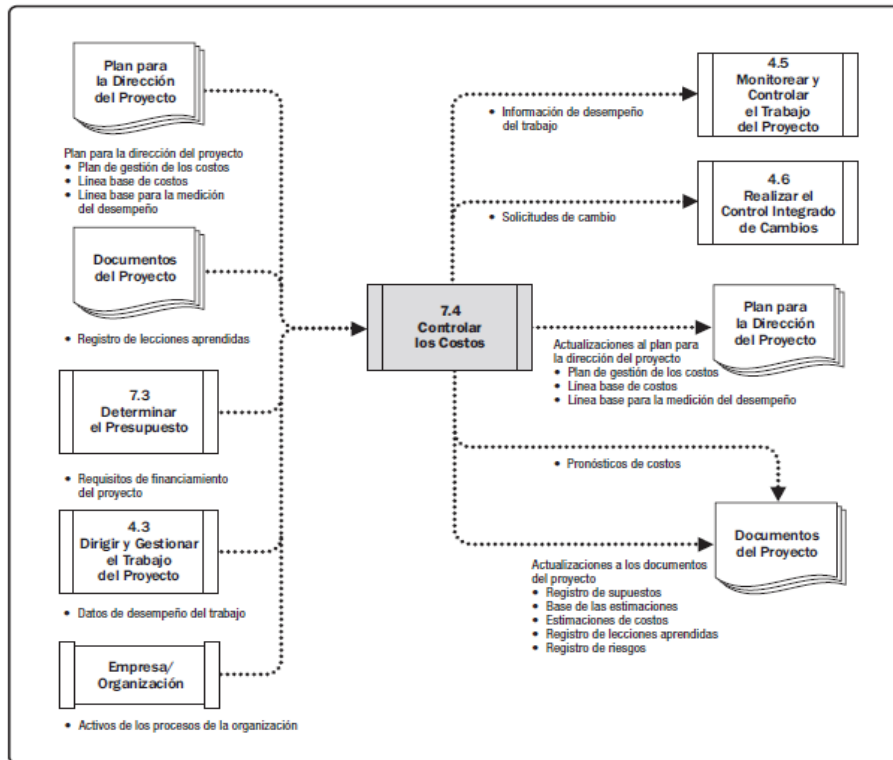 Plan para
la Dirección
del Proyecto
Plan para la dirección del proyecto
• Plan de gestión de los costos
• Línea base de costos
• Línea base para la medición
del desempeño
Documentos
del Proyecto
• Registro de lecciones aprendidas
7.3
Determinar
el Presupuesto
• Requisitos de financiamiento
del proyecto
4.3
Dirigir y Gestionar
el Trabajo
del Proyecto
• Datos de desempeño del trabajo
Empresa/
Organización
• Activos de los procesos de la organización
7.4
Controlar
los Costos
• Información de desempeño
del trabajo
4.5
Monitorear y
Controlar
el Trabajo
del Proyecto
• Solicitudes de cambio
4.6
Realizar el
Control Integrado
de Cambios
Actualizaciones al plan para
la dirección del proyecto
• Plan de gestión de los costos
• Línea base de costos
• Línea base para la medición del desempeño
Plan para
la Dirección
del Proyecto
• Pronósticos de costos
Actualizaciones a los documentos
del proyecto
• Registro de supuestos
• Base de las estimaciones
• Estimaciones de costos
• Registro de lecciones aprendidas
• Registro de riesgos
Documentos
del Proyecto